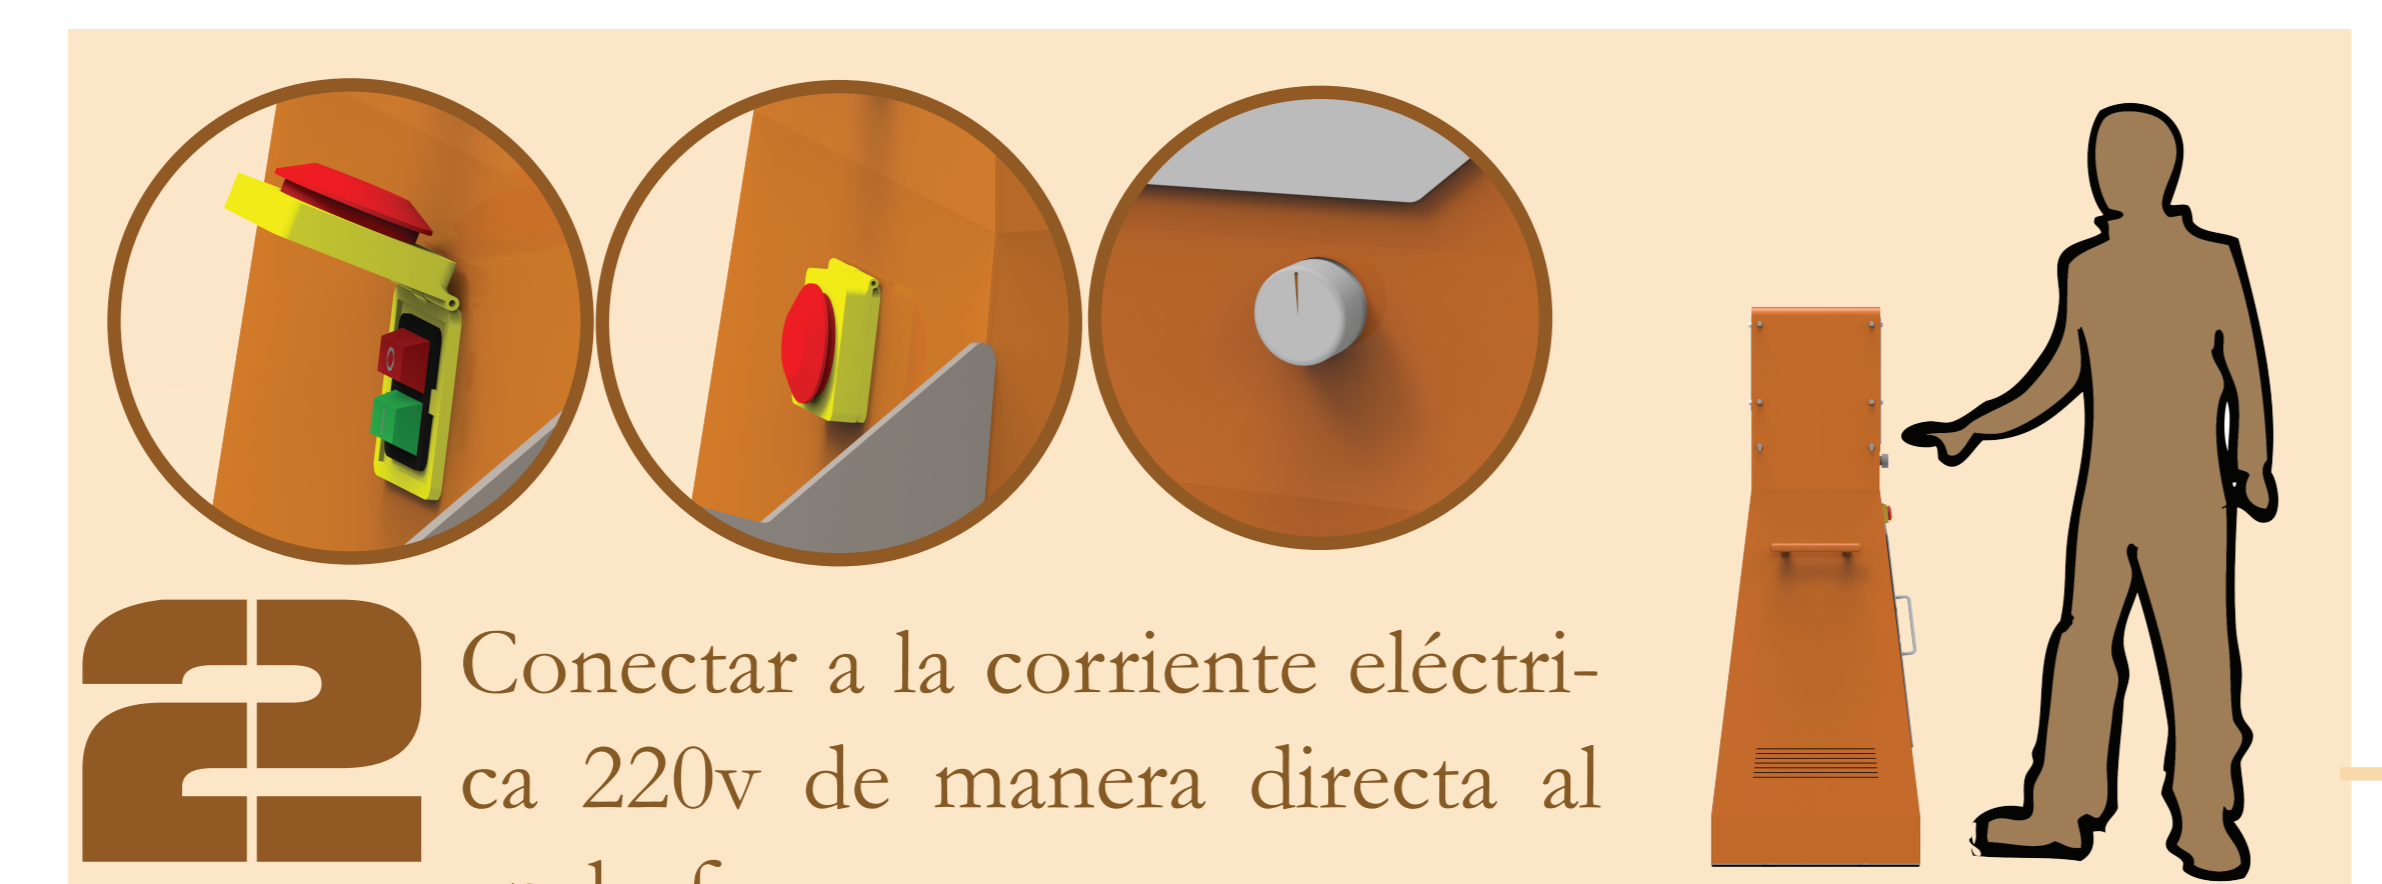 2
Conectar a la corriente eléctri-
ca 220v de manera directa al